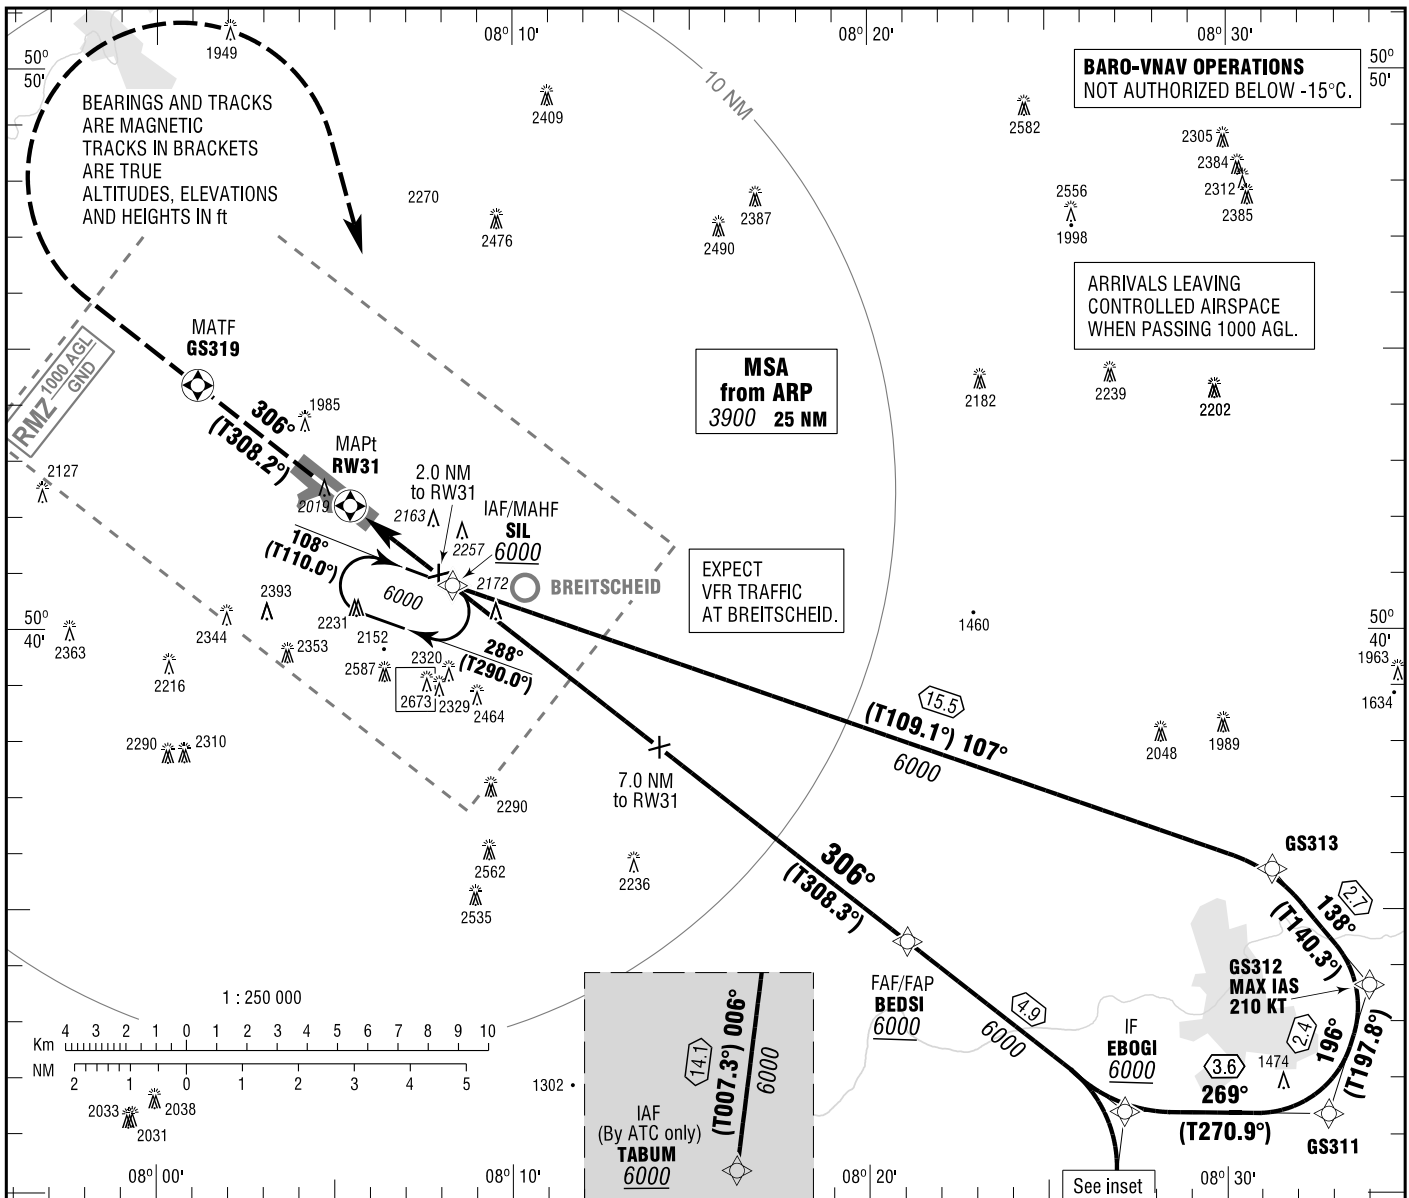 1949
08° 10'
08° 20'
08° 30'
50°
50'
50°
50'
BARO-VNAV OPERATIONS
NOT AUTHORIZED BELOW -15°C.
10 NM
BEARINGS AND TRACKS
ARE MAGNETIC
TRACKS IN BRACKETS
ARE TRUE
ALTITUDES, ELEVATIONS
AND HEIGHTS IN ft
2409
2582
2305
2384
2312
2385
2270
2476
2387
2490
2556
1998
ARRIVALS LEAVING
CONTROLLED AIRSPACE
WHEN PASSING 1000 AGL.
MATF
GS319
RMZ 1000 AGL
GND
MSA
from ARP
3900 25 NM
2182
2239
2202
306°
(T308.2°)
1985
MAPt
RW31
2127
2019
2.0 NM
to RW31
2163
IAF/MAHF
SIL
6000
2257
108°
(T110.0°)
6000
2172
BREITSCHEID
EXPECT
VFR TRAFFIC
AT BREITSCHEID.
2393
2344
2231
2152
2363
2353
2216
2587
2320
2673
2329
2464
288°
(T290.0°)
1460
50°
40'
50°
40'
1963
1634
2290
2310
15.5
(T109.1°) 107°
6000
2048
1989
7.0 NM
to RW31
2290
2562
2535
2236
306°
(T308.3°)
GS313
2.7
138°
(T140.3°)
GS312
MAX IAS
210 KT
FAF/FAP
BEDSI
6000
4.9
6000
IF
EBOGI
6000
3.6
269°
(T270.9°)
1474
2.4
196°
(T197.8°)
GS311
1 : 250 000
4 3 2 1 0 1 2 3 4 5 6 7 8 9 10
Km
NM
2 1 0 1 2 3 4 5
2033
2038
2031
1302
14.1
(T007.3°) 006°
6000
IAF
(By ATC only)
TABUM
6000
08° 00'
08° 10'
08° 20'
08° 30'
See inset